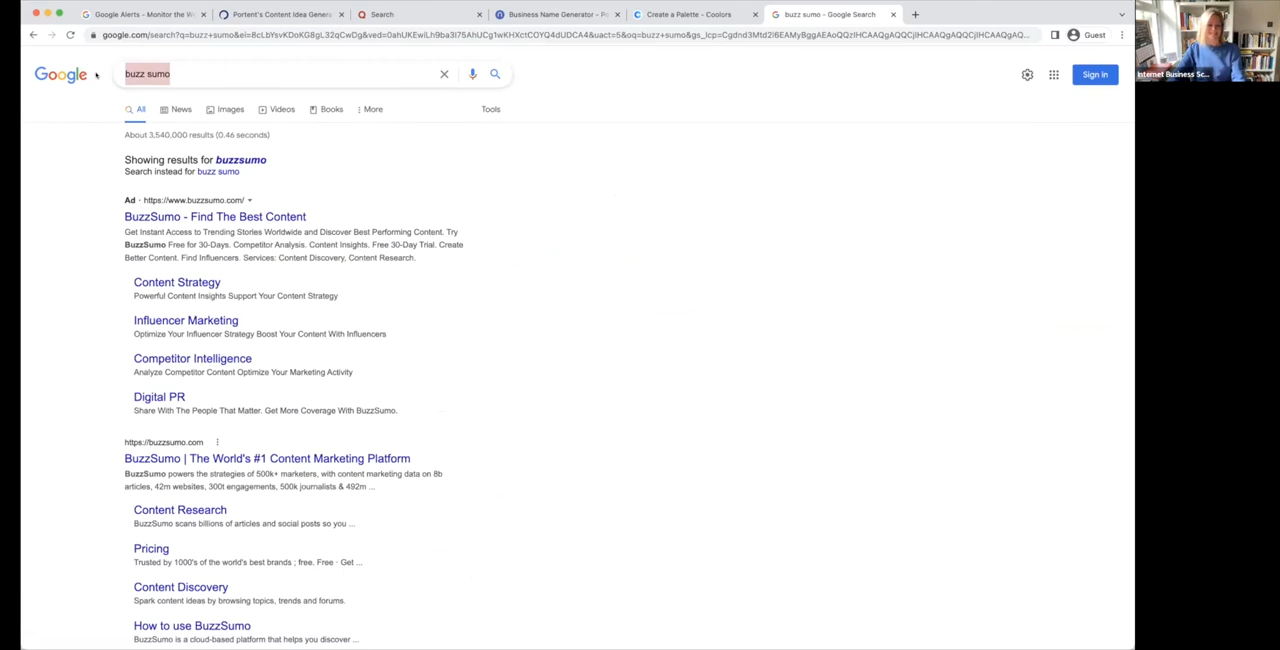 Google Alerts - Monitor the W
Portent's Content Idea Genera
Search
Business Name Generator - Po
Create a Palette - Coolors
buzz sumo - Google Search
google.com/search?q=buzz+sumo&ei=
Guest
Google
buzz sumo
Sign in
Internet Business Sc...
All
News
Images
Videos
Books
More
Tools
About 3,540,000 results (0.46 seconds)
Showing results for buzzsumo
Search instead for buzz sumo
Ad · https://www.buzzsumo.com/
BuzzSumo - Find The Best Content
Get Instant Access to Trending Stories Worldwide and Discover Best Performing Content. Try
BuzzSumo Free for 30-Days. Competitor Analysis. Content Insights. Free 30-Day Trial. Create
Better Content. Find Influencers. Services: Content Discovery, Content Research.
Content Strategy
Powerful Content Insights Support Your Content Strategy
Influencer Marketing
Optimize Your Influencer Strategy Boost Your Content With Influencers
Competitor Intelligence
Analyze Competitor Content Optimize Your Marketing Activity
Digital PR
Share With The People That Matter. Get More Coverage With BuzzSumo.
https://buzzsumo.com
BuzzSumo | The World's #1 Content Marketing Platform
BuzzSumo powers the strategies of 500k+ marketers, with content marketing data on 8b
articles, 42m websites, 300t engagements, 500k journalists & 492m ...
Content Research
BuzzSumo scans billions of articles and social posts so you ...
Pricing
Trusted by 1000's of the world's best brands ; free. Free · Get ...
Content Discovery
Spark content ideas by browsing topics, trends and forums.
How to use BuzzSumo
BuzzSumo is a cloud-based platform that helps you discover ...